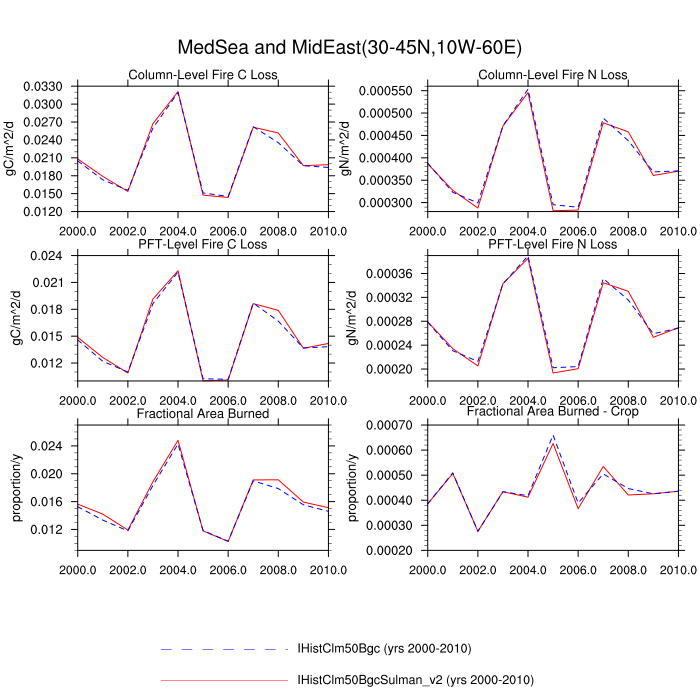 MedSea and MidEast(30-45N,10W-60E)
Column-Level Fire C Loss
gC/m^2/d
0.0330
0.0300
0.0270
0.0240
0.0210
0.0180
0.0150
0.0120
2000.0 2002.0 2004.0 2006.0 2008.0 2010.0
Column-Level Fire N Loss
gN/m^2/d
0.000550
0.000500
0.000450
0.000400
0.000350
0.000300
2000.0 2002.0 2004.0 2006.0 2008.0 2010.0
PFT-Level Fire C Loss
gC/m^2/d
0.024
0.021
0.018
0.015
0.012
2000.0 2002.0 2004.0 2006.0 2008.0 2010.0
PFT-Level Fire N Loss
gN/m^2/d
0.00036
0.00032
0.00028
0.00024
0.00020
2000.0 2002.0 2004.0 2006.0 2008.0 2010.0
Fractional Area Burned
proportion/y
0.024
0.020
0.016
0.012
2000.0 2002.0 2004.0 2006.0 2008.0 2010.0
Fractional Area Burned - Crop
proportion/y
0.00070
0.00060
0.00050
0.00040
0.00030
0.00020
2000.0 2002.0 2004.0 2006.0 2008.0 2010.0
IHistClm50Bgc (yrs 2000-2010)
IHistClm50BgcSulman_v2 (yrs 2000-2010)